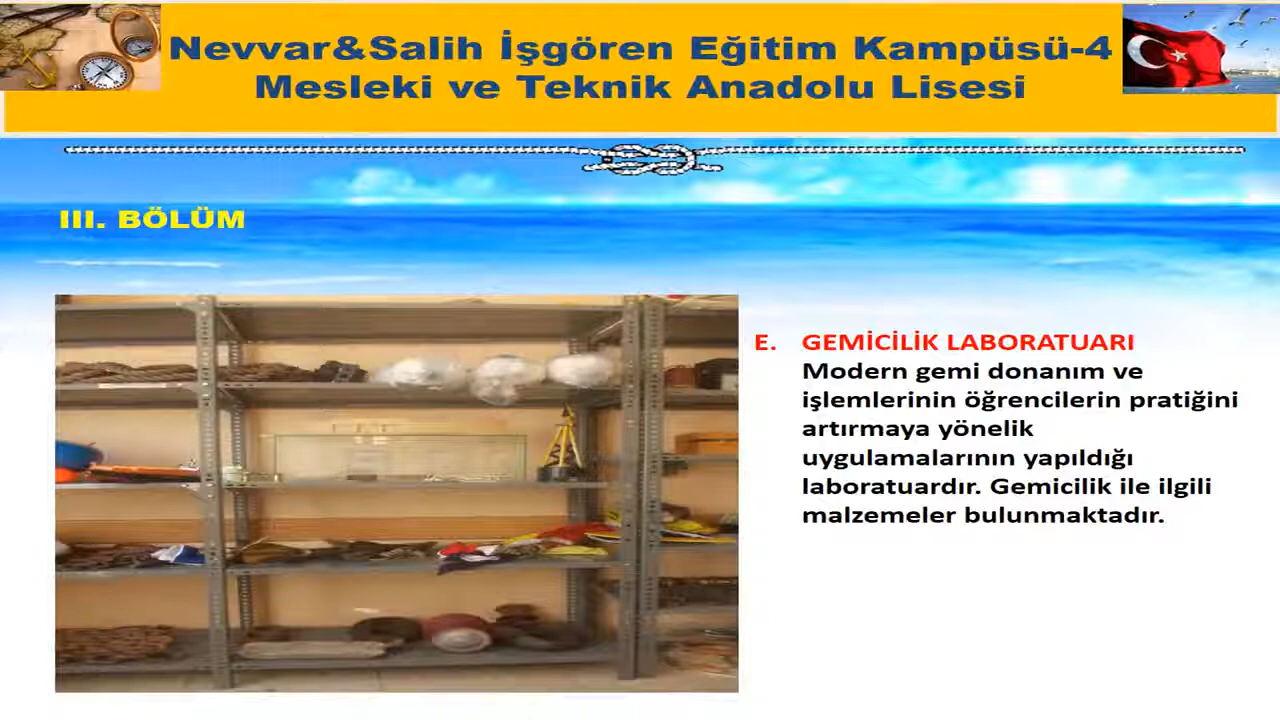 Nevvar&Salih İşgören Eğitim Kampüsü-4
Mesleki ve Teknik Anadolu Lisesi
III. BÖLÜM
E. GEMİCİLİK LABORATUARI
Modern gemi donanım ve
işlemlerinin öğrencilerin pratiğini
artırmaya yönelik
uygulamalarının yapıldığı
laboratuardır. Gemicilik ile ilgili
malzemeler bulunmaktadır.